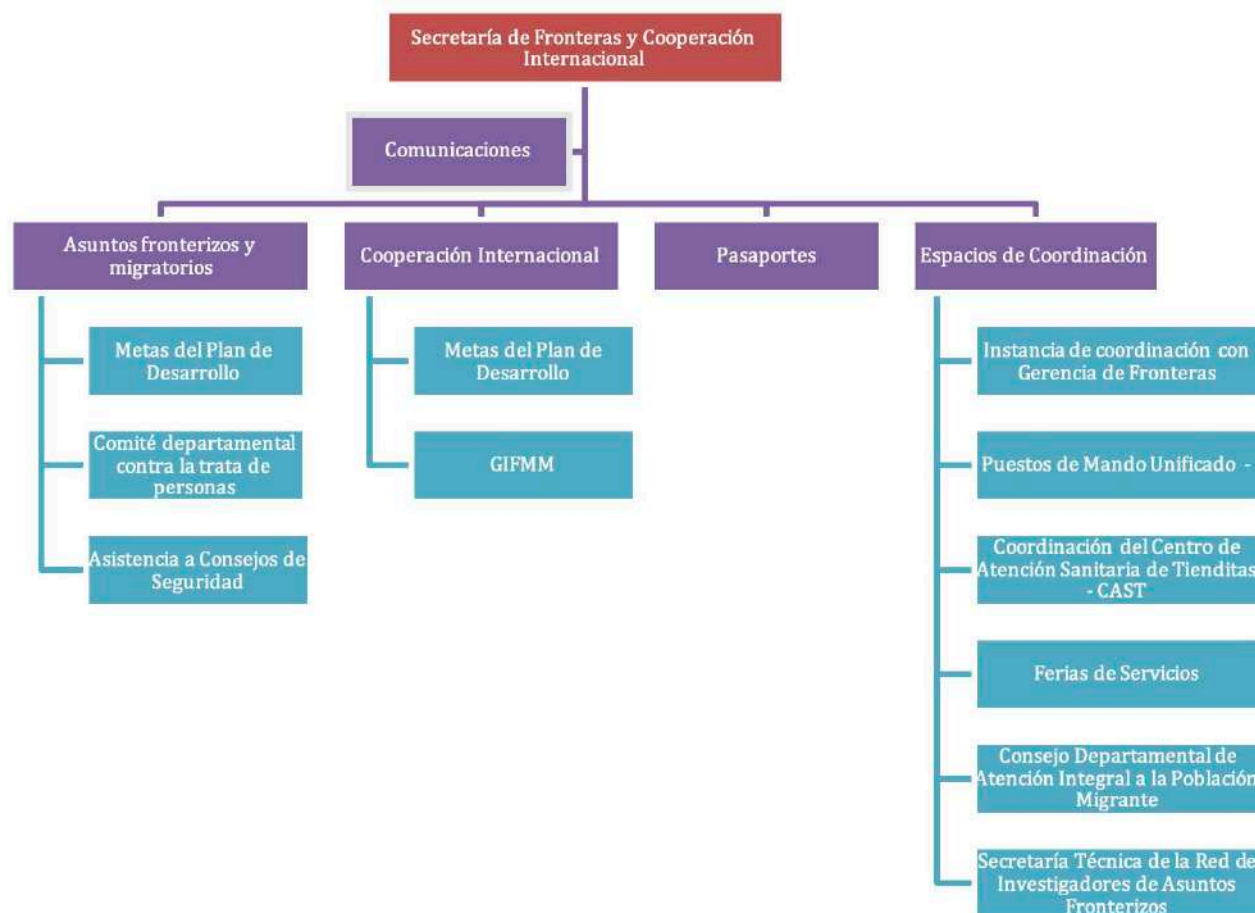 Secretaría de Fronteras y Cooperación
Internacional
Comunicaciones
Asuntos fronterizos y
migratorios
Metas del Plan de
Desarrollo
Comité departamental
contra la trata de
personas
Asistencia a Consejos de
Seguridad
Cooperación Internacional
Metas del Plan de
Desarrollo
GIFMM
Pasaportes
Espacios de Coordinación
Instancia de coordinación con
Gerencia de Fronteras
Puestos de Mando Unificado -
Coordinación del Centro de
Atención Sanitaria de Tienditas
- CAST
Ferias de Servicios
Consejo Departamental de
Atención Integral a la Población
Migrante
Secretaría Técnica de la Red de
Investigadores de Asuntos
Fronterizos